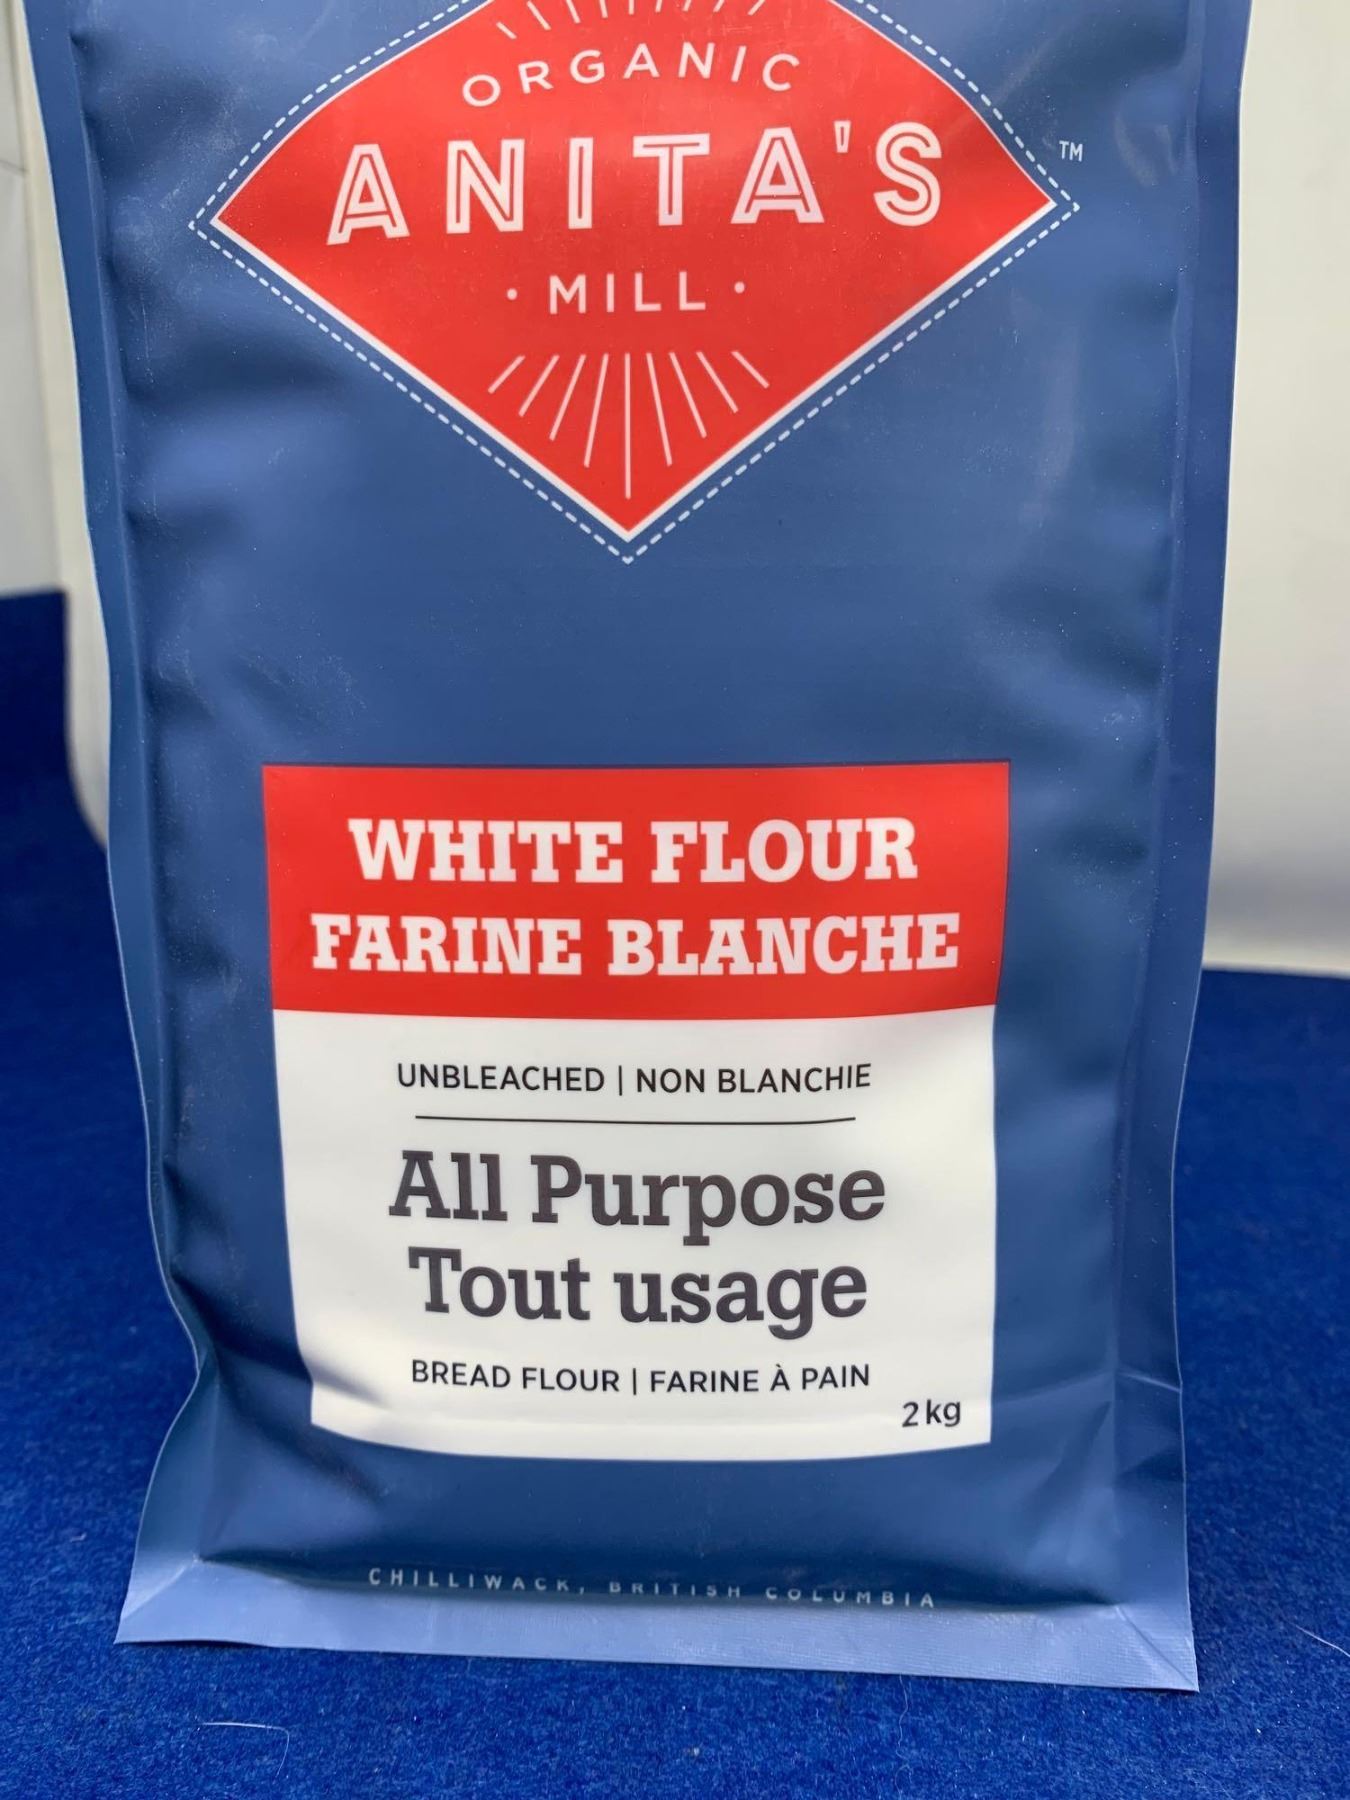 ORGANIC
ANITA'S
TM
· MILL ·
WHITE FLOUR
FARINE BLANCHE
UNBLEACHED | NON BLANCHIE
All Purpose
Tout usage
BREAD FLOUR | FARINE À PAIN
2 kg
CHILLIWACK, BRITISH COLUMBIA